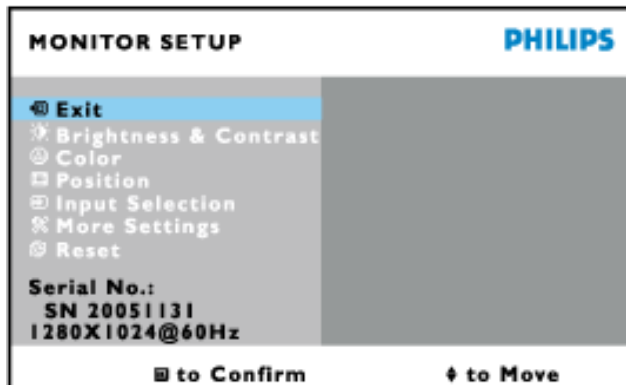 MONITOR SETUP
PHILIPS
Exit
Brightness & Contrast
Color
Position
Input Selection
More Settings
Reset
Serial No.:
SN 20051131
1280X1024@60Hz
to Confirm
to Move